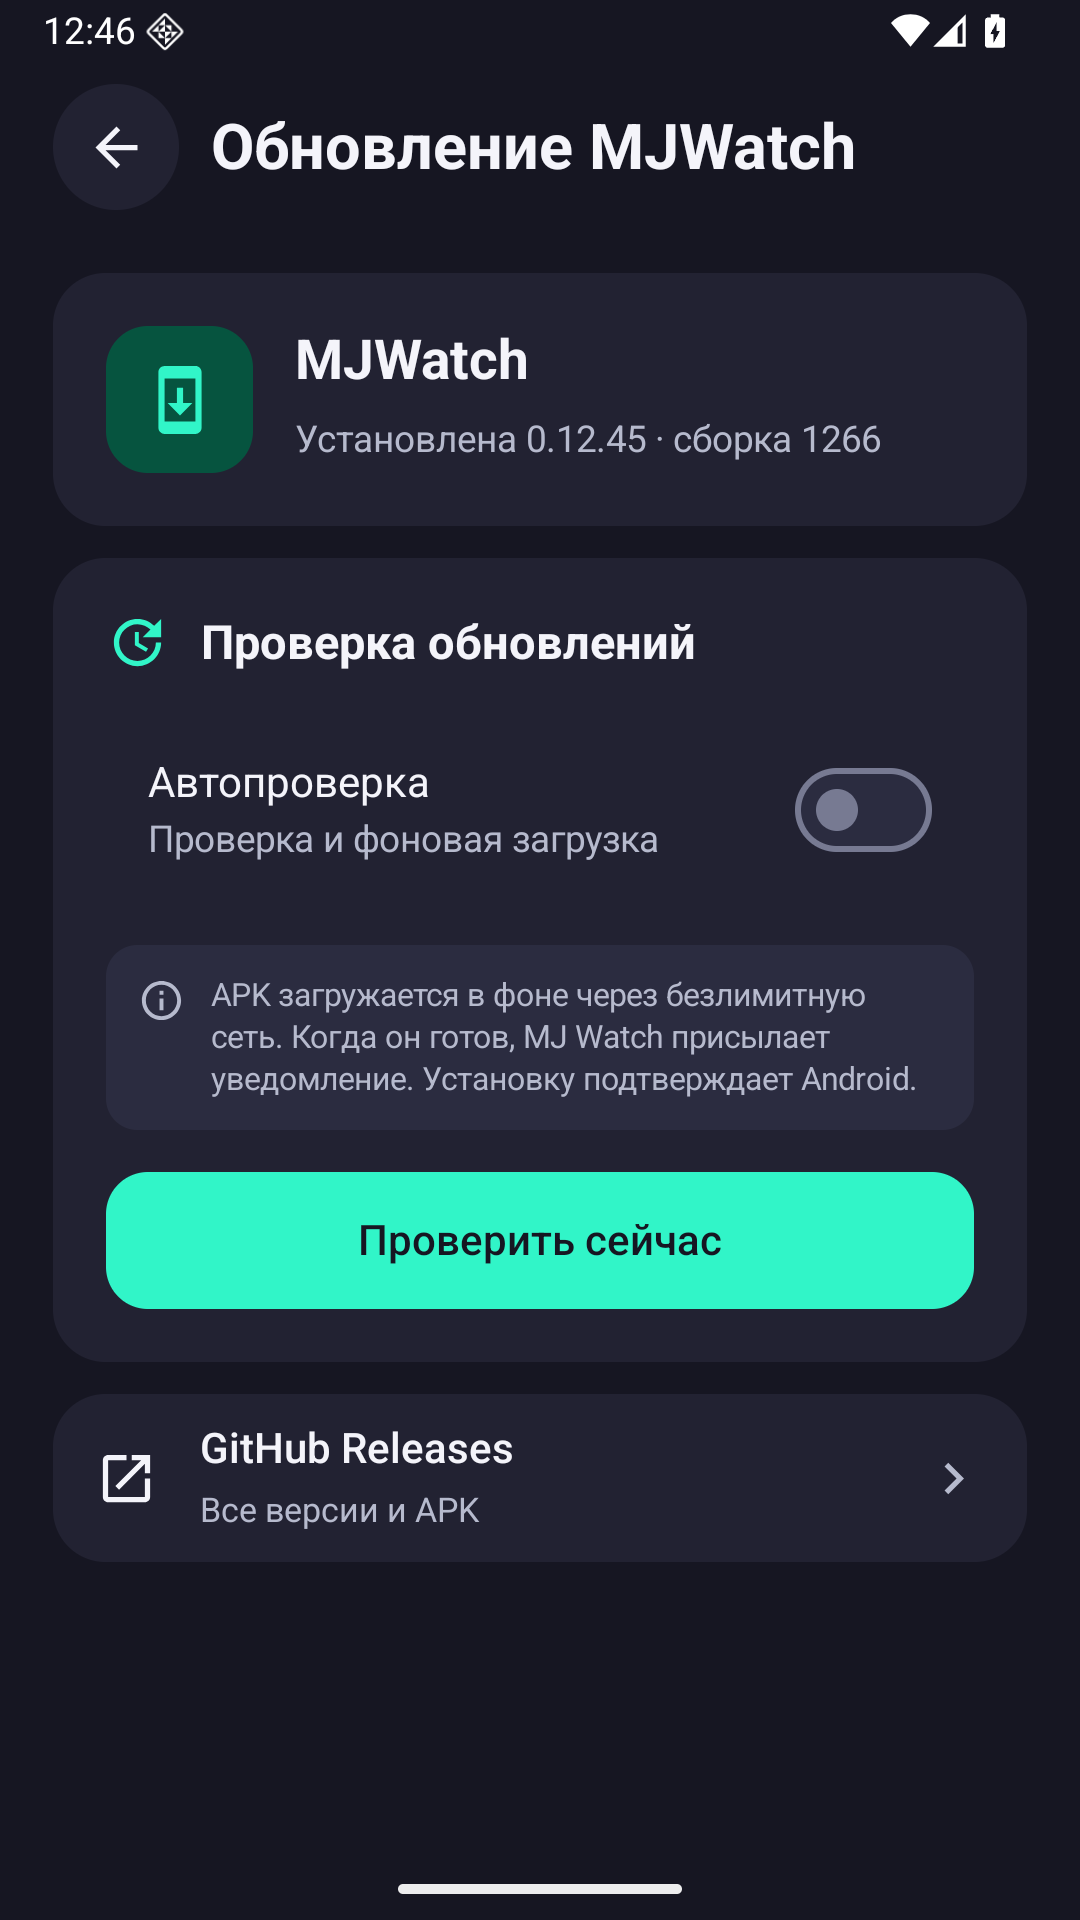 12:46
Обновление MJWatch
MJWatch
Установлена 0.12.45 · сборка 1266
Проверка обновлений
Автопроверка
Проверка и фоновая загрузка
APK загружается в фоне через безлимитную
сеть. Когда он готов, MJ Watch присылает
уведомление. Установку подтверждает Android.
Проверить сейчас
GitHub Releases
Все версии и APK